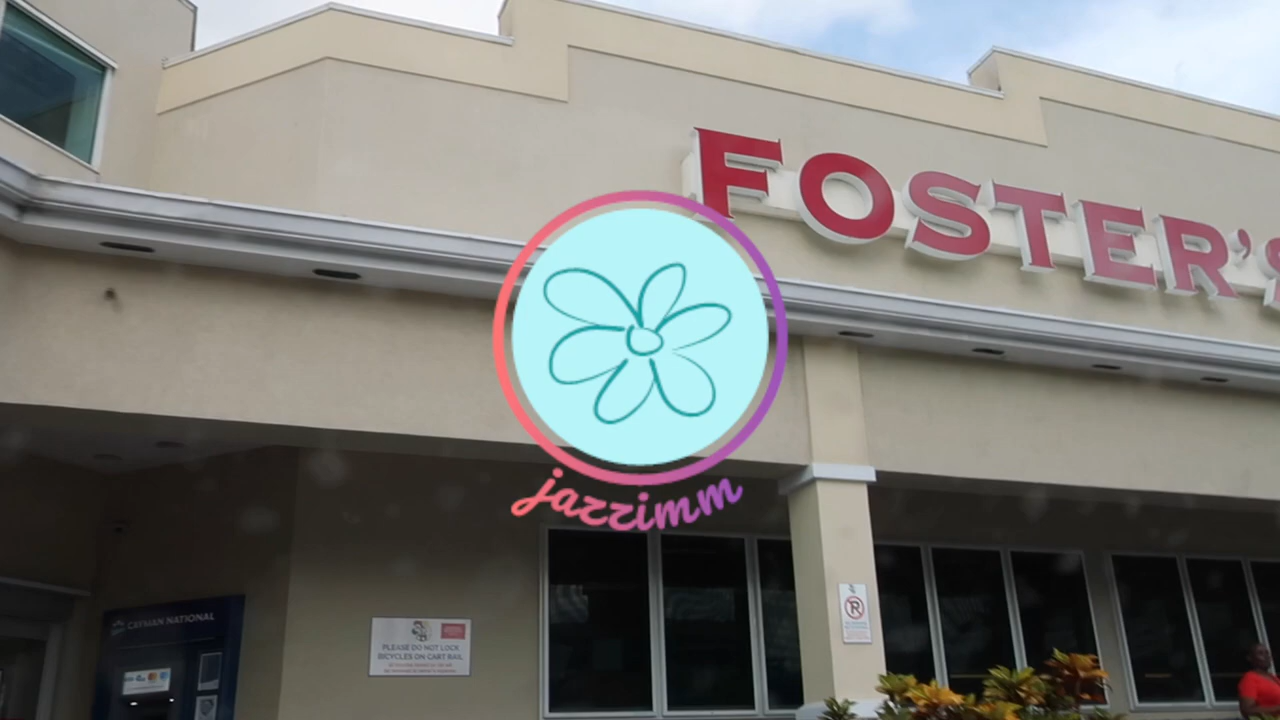 FOSTER'S
jazzimm
CAYMAN NATIONAL
PLEASE DO NOT LOCK
BICYCLES ON CART RAIL